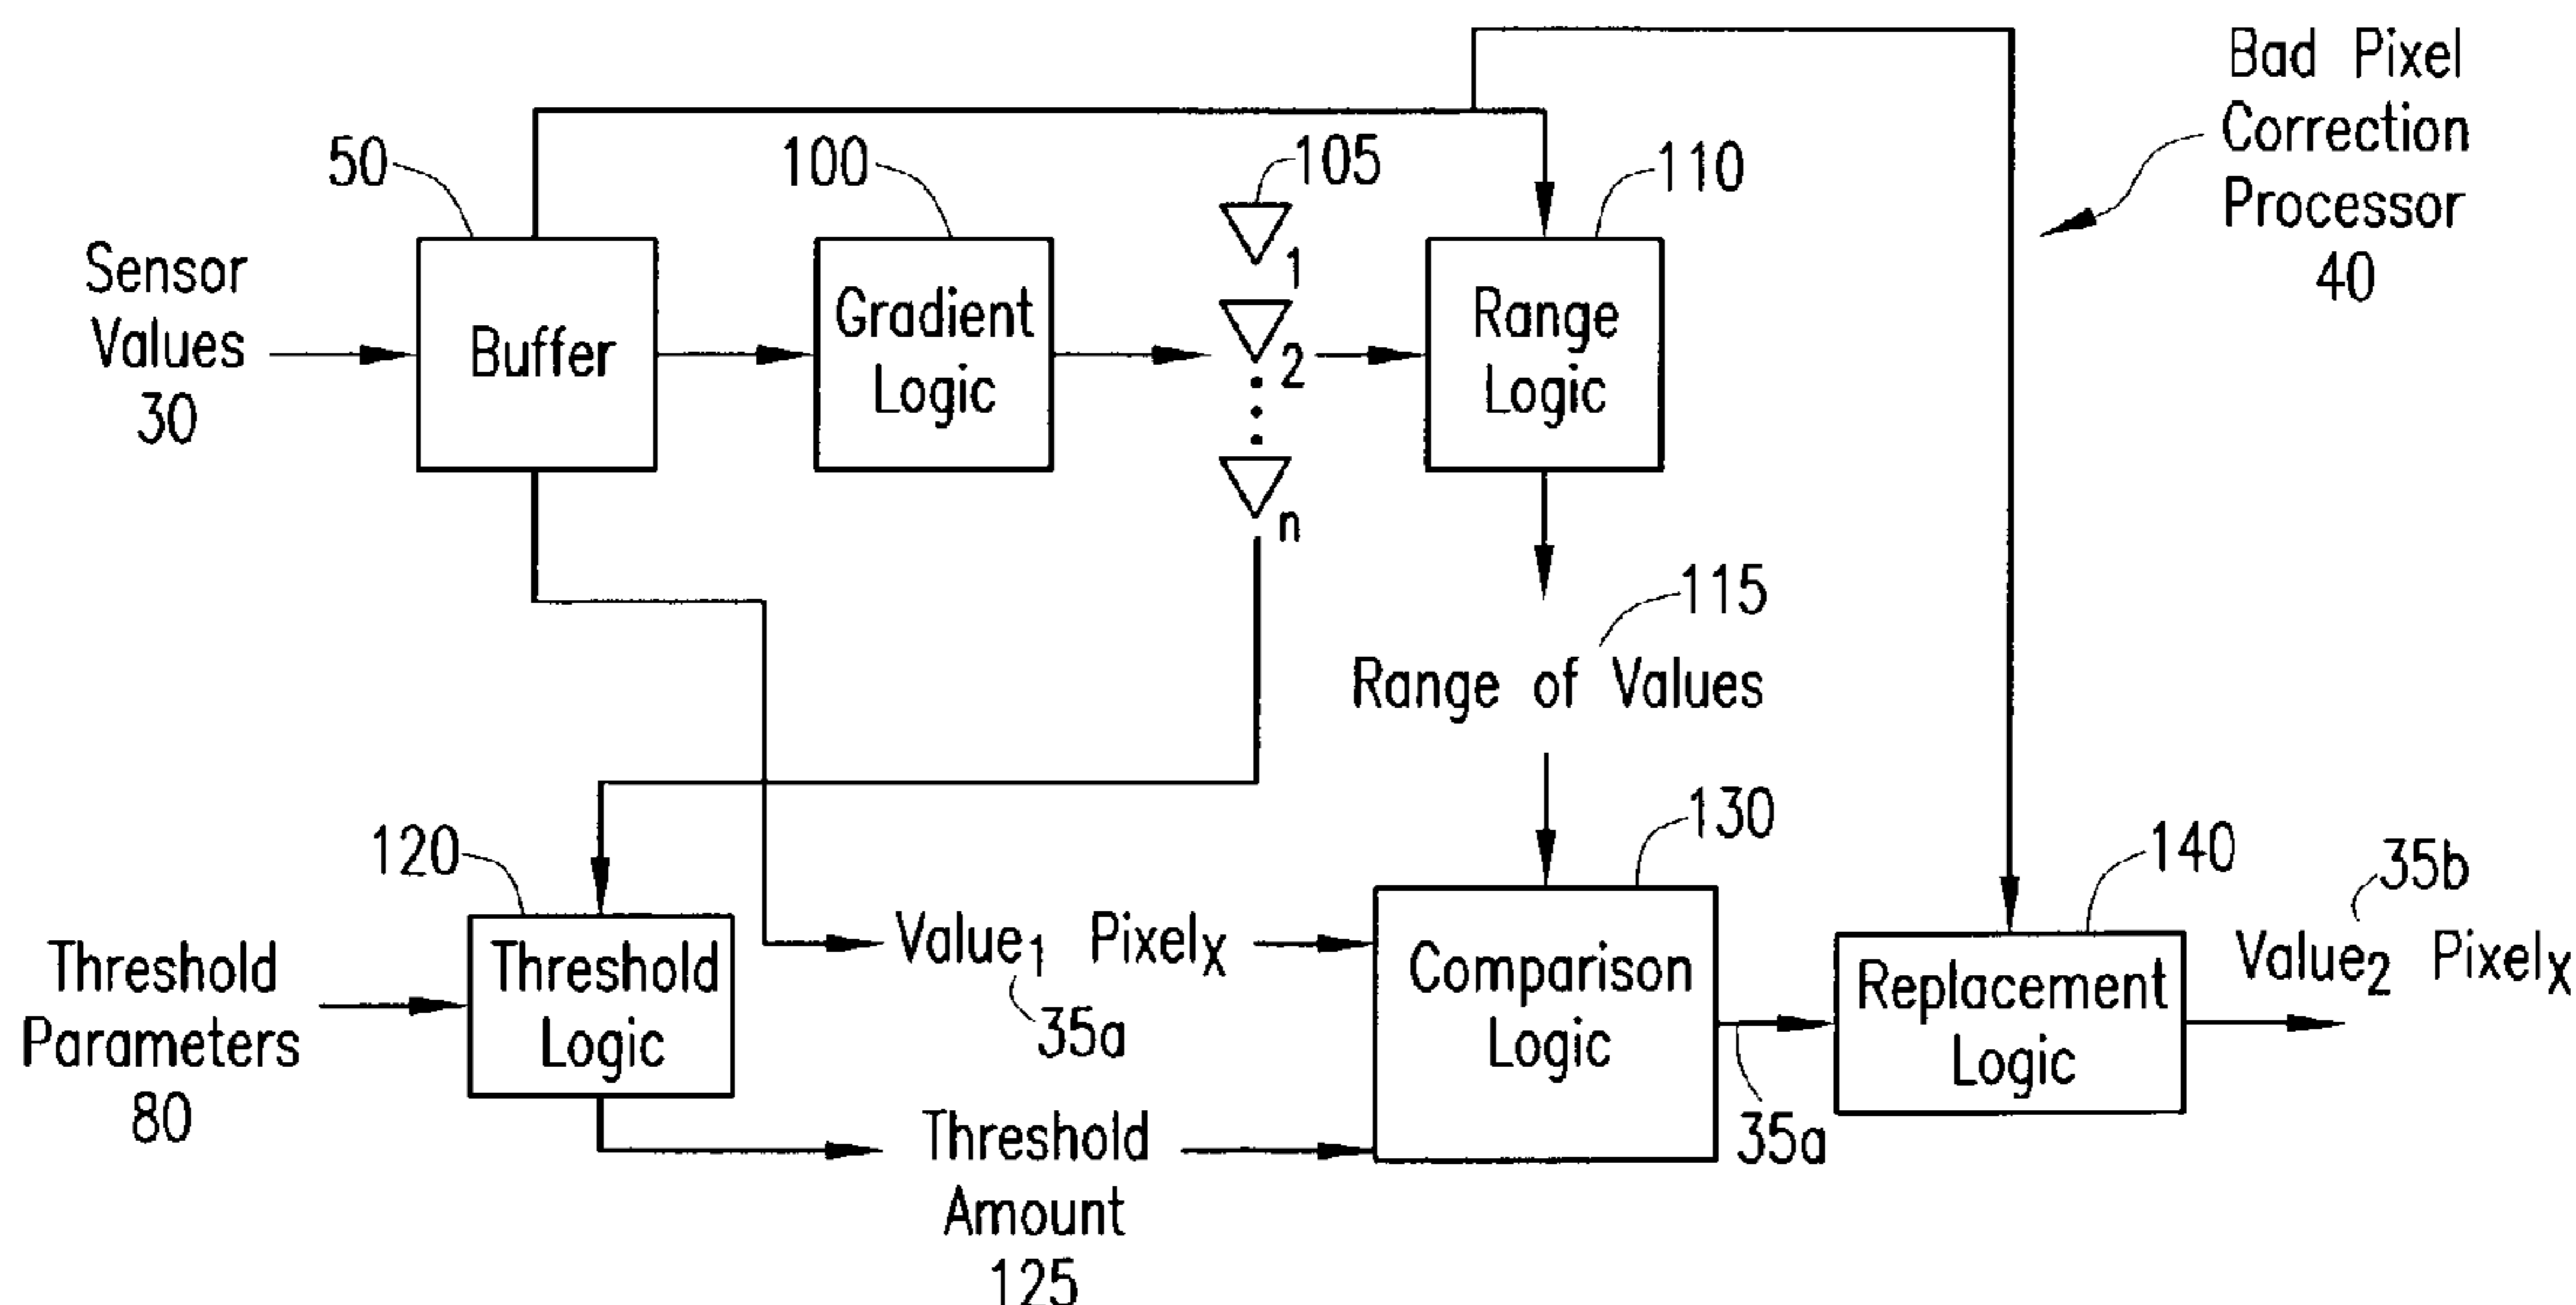 Bad Pixel
Correction
Processor
40
50
100
105
110
Sensor
Values
30
Buffer
Gradient
Logic
1
2
n
Range
Logic
115
Range of Values
120
130
140
35b
Threshold
Parameters
80
Threshold
Logic
Value₁ Pixelₓ
35a
Comparison
Logic
35a
Replacement
Logic
Value₂ Pixelₓ
Threshold
Amount
125